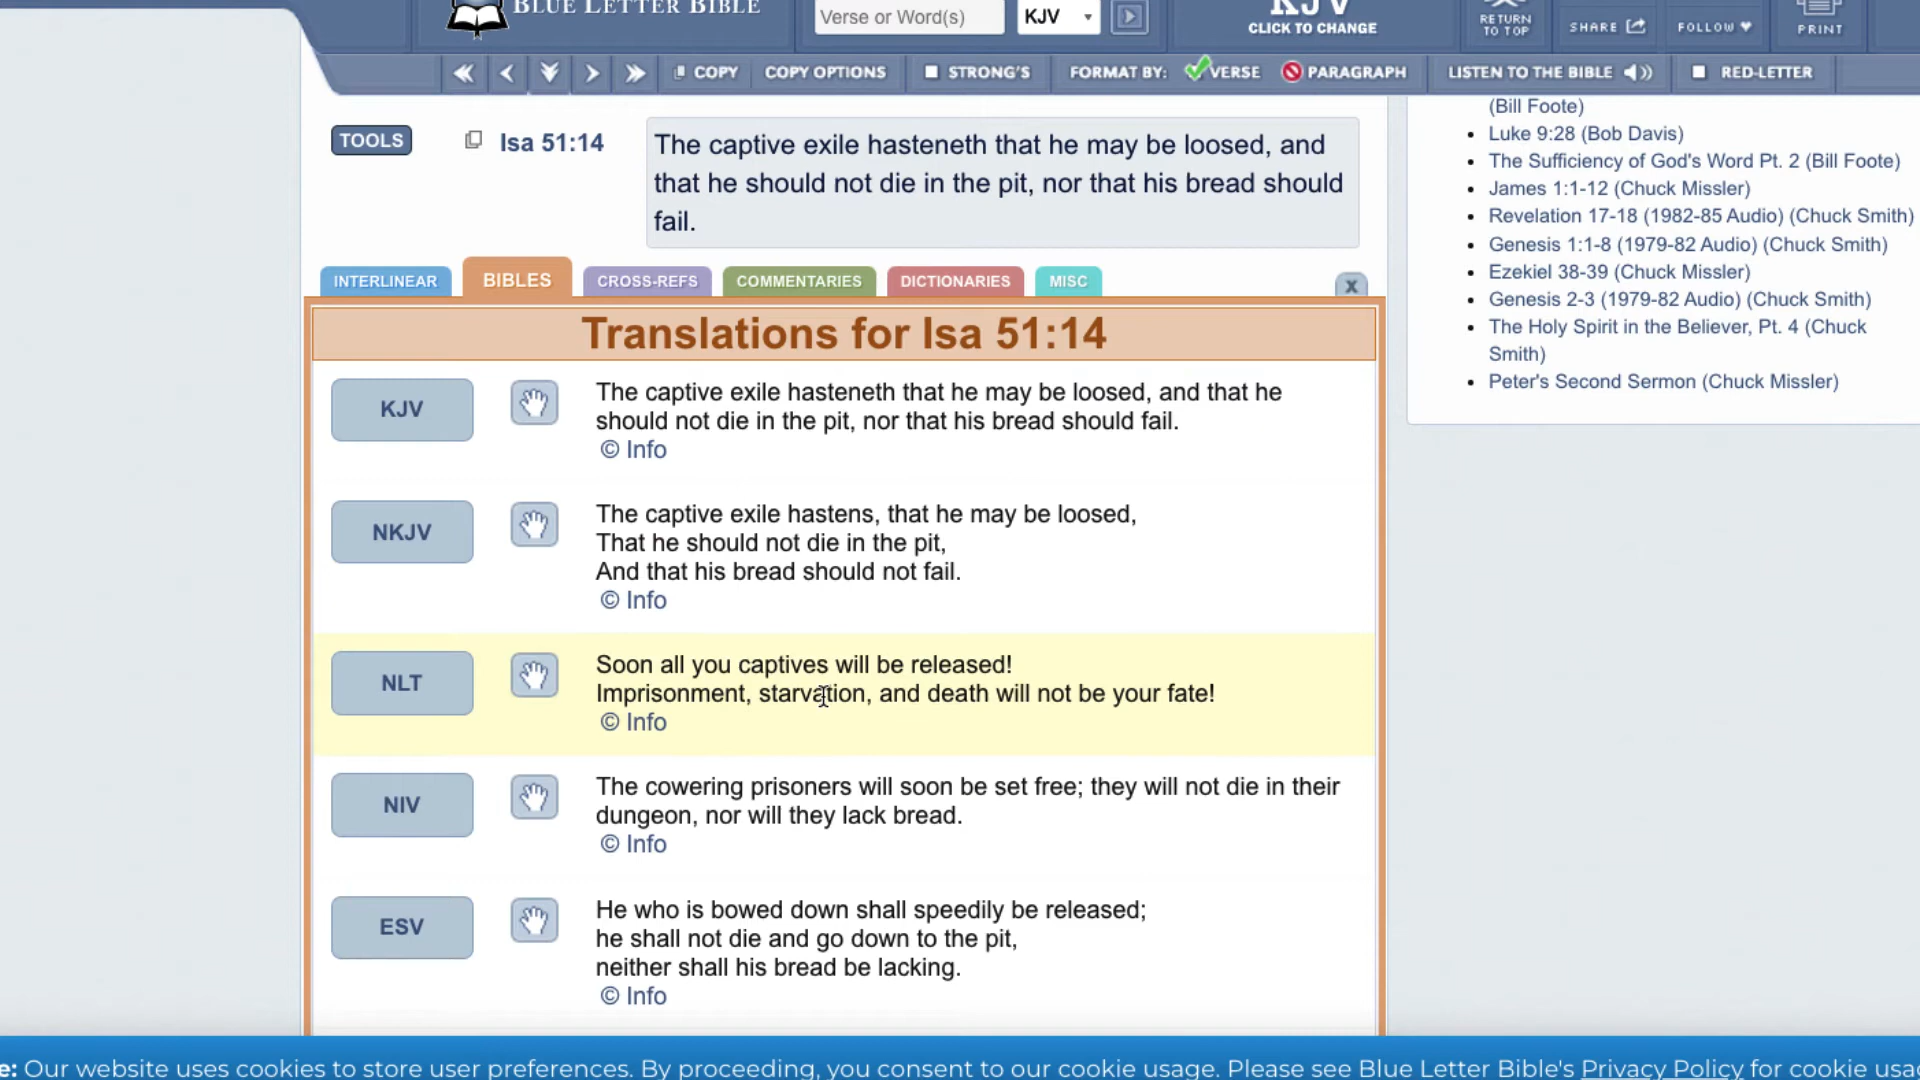 BLUE LETTER BIBLE
Verse or Word(s)
KJV
KJV
CLICK TO CHANGE
RETURN
TO TOP
SHARE
FOLLOW
PRINT
COPY
COPY OPTIONS
STRONG'S
FORMAT BY:
VERSE
PARAGRAPH
LISTEN TO THE BIBLE
RED-LETTER
TOOLS
Isa 51:14
The captive exile hasteneth that he may be loosed, and
that he should not die in the pit, nor that his bread should
fail.
INTERLINEAR
BIBLES
CROSS-REFS
COMMENTARIES
DICTIONARIES
MISC
X
Translations for Isa 51:14
KJV
The captive exile hasteneth that he may be loosed, and that he
should not die in the pit, nor that his bread should fail.
© Info
NKJV
The captive exile hastens, that he may be loosed,
That he should not die in the pit,
And that his bread should not fail.
© Info
NLT
Soon all you captives will be released!
Imprisonment, starvation, and death will not be your fate!
© Info
NIV
The cowering prisoners will soon be set free; they will not die in their
dungeon, nor will they lack bread.
© Info
ESV
He who is bowed down shall speedily be released;
he shall not die and go down to the pit,
neither shall his bread be lacking.
© Info
(Bill Foote)
Luke 9:28 (Bob Davis)
The Sufficiency of God's Word Pt. 2 (Bill Foote)
James 1:1-12 (Chuck Missler)
Revelation 17-18 (1982-85 Audio) (Chuck Smith)
Genesis 1:1-8 (1979-82 Audio) (Chuck Smith)
Ezekiel 38-39 (Chuck Missler)
Genesis 2-3 (1979-82 Audio) (Chuck Smith)
The Holy Spirit in the Believer, Pt. 4 (Chuck
Smith)
Peter's Second Sermon (Chuck Missler)
e: Our website uses cookies to store user preferences. By proceeding, you consent to our cookie usage. Please see Blue Letter Bible's Privacy Policy for cookie usa